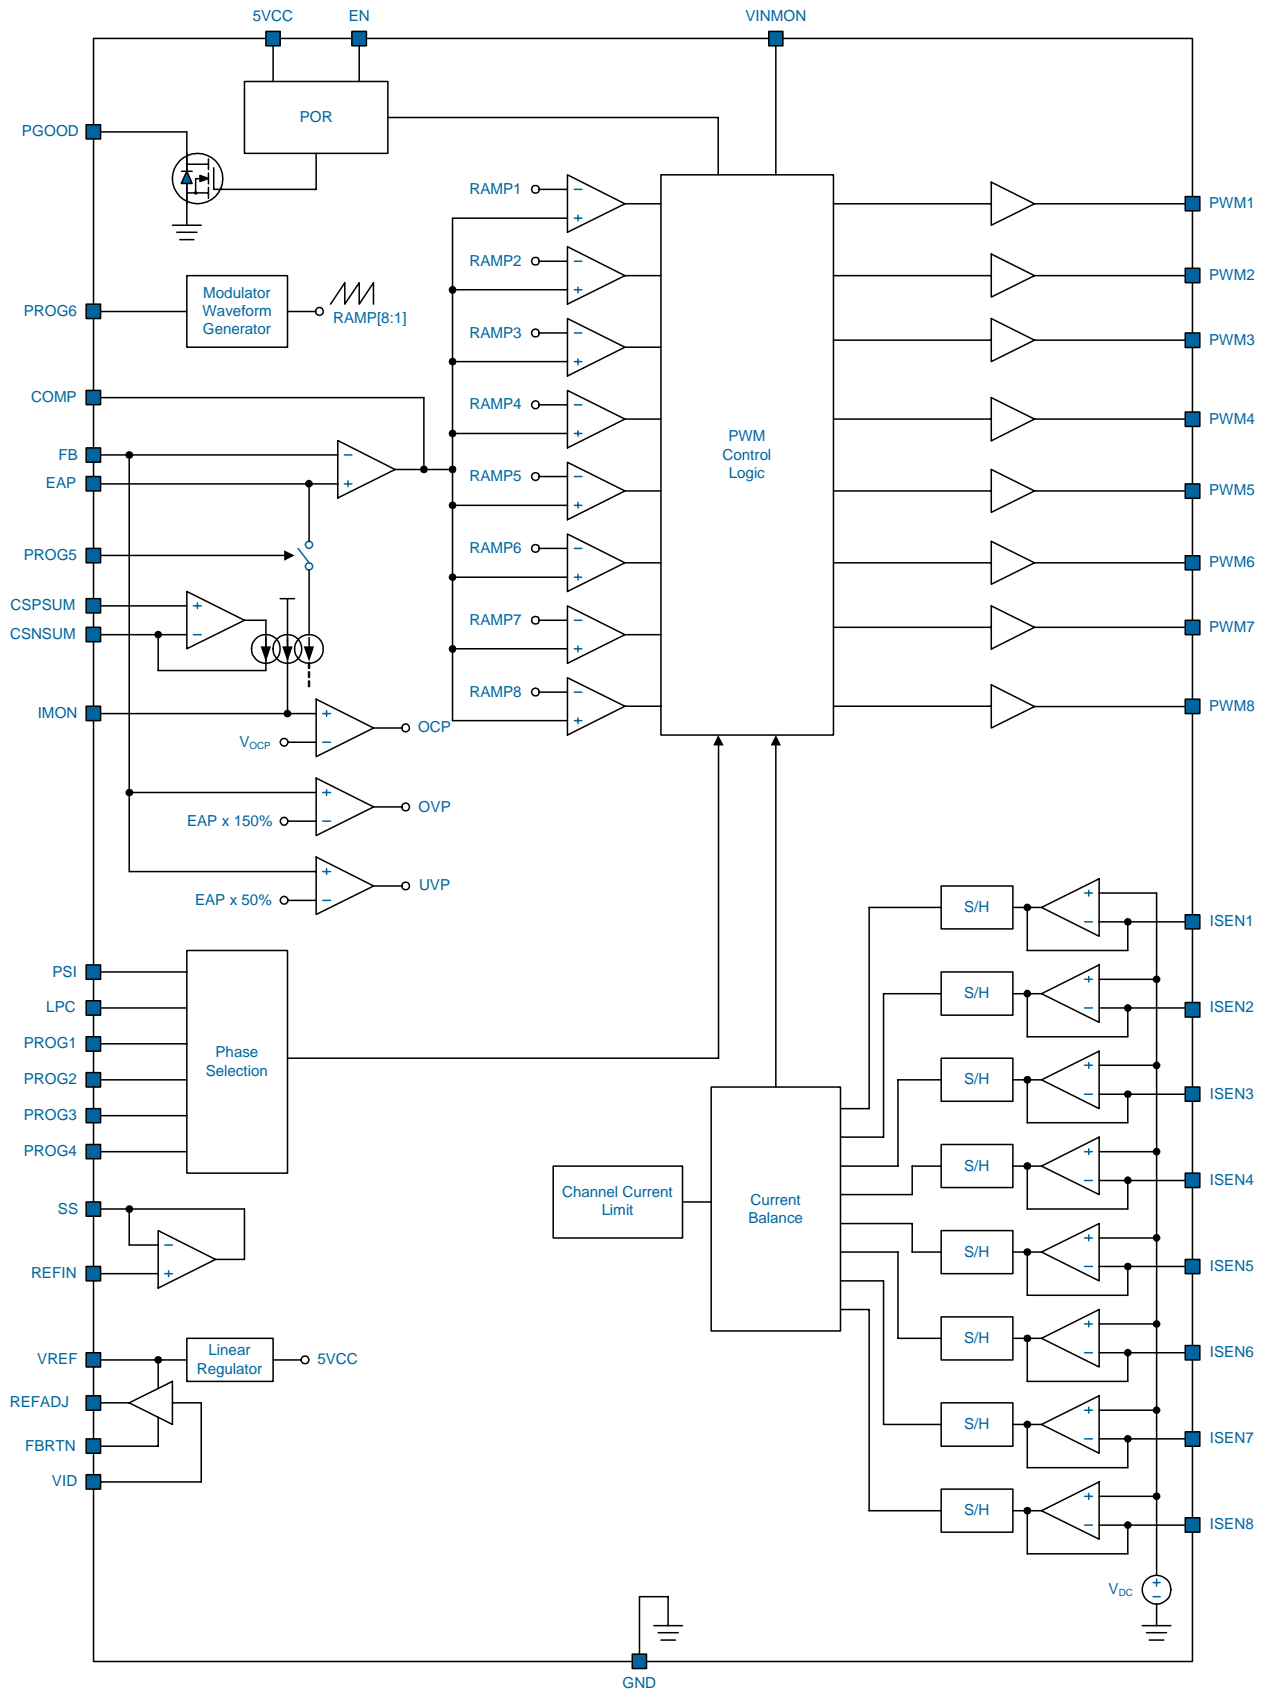 5VCC
EN
VINMON
POR
PGOOD
RAMP1
−
+
PWM1
RAMP2
−
+
PWM2
PROG6
Modulator
Waveform
Generator
RAMP[8:1]
RAMP3
−
+
PWM3
COMP
RAMP4
−
+
PWM4
PWM
Control
Logic
FB
−
EAP
+
RAMP5
−
+
PWM5
PROG5
RAMP6
−
+
PWM6
CSPSUM
+
CSNSUM
−
RAMP7
−
+
PWM7
RAMP8
−
+
PWM8
IMON
+
OCP
VOCP
−
+
OVP
EAP x 150%
−
+
UVP
EAP x 50%
−
S/H
+
−
ISEN1
PSI
LPC
PROG1
PROG2
PROG3
PROG4
Phase
Selection
S/H
+
−
ISEN2
S/H
+
−
ISEN3
S/H
+
−
ISEN4
Channel Current
Limit
Current
Balance
SS
−
REFIN
+
S/H
+
−
ISEN5
VREF
Linear
Regulator
5VCC
REFADJ
FBRTN
VID
S/H
+
−
ISEN6
S/H
+
−
ISEN7
S/H
+
−
ISEN8
VDC
+
−
GND